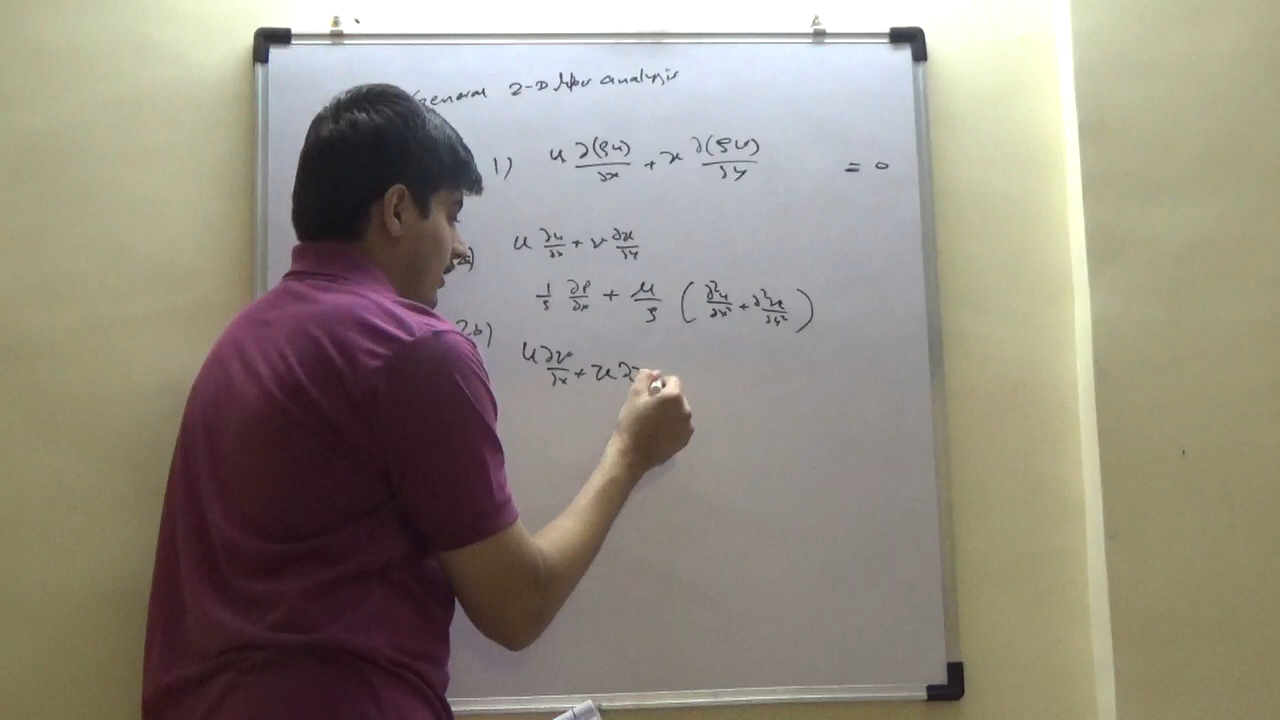 General 2-D flow analysis
1) u ∂(ρu)/∂x + v ∂(ρv)/∂y = 0
2a) u ∂u/∂x + v ∂u/∂y
1/ρ ∂P/∂x + μ/ρ (∂²u/∂x² + ∂²u/∂y²)
2b) u ∂v/∂x + v ∂